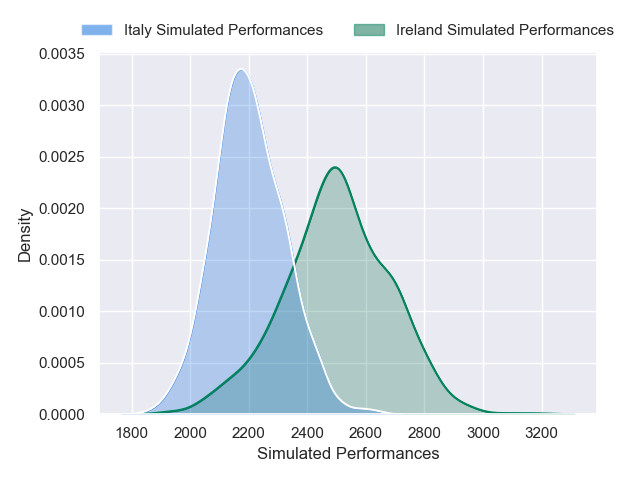 Italy Simulated Performances Ireland Simulated Performances
0.0035
0.0030
0.0025
0.0020
0.0015
0.0010
0.0005
0.0000
Density
1800 2000 2200 2400 2600 2800 3000 3200
Simulated Performances